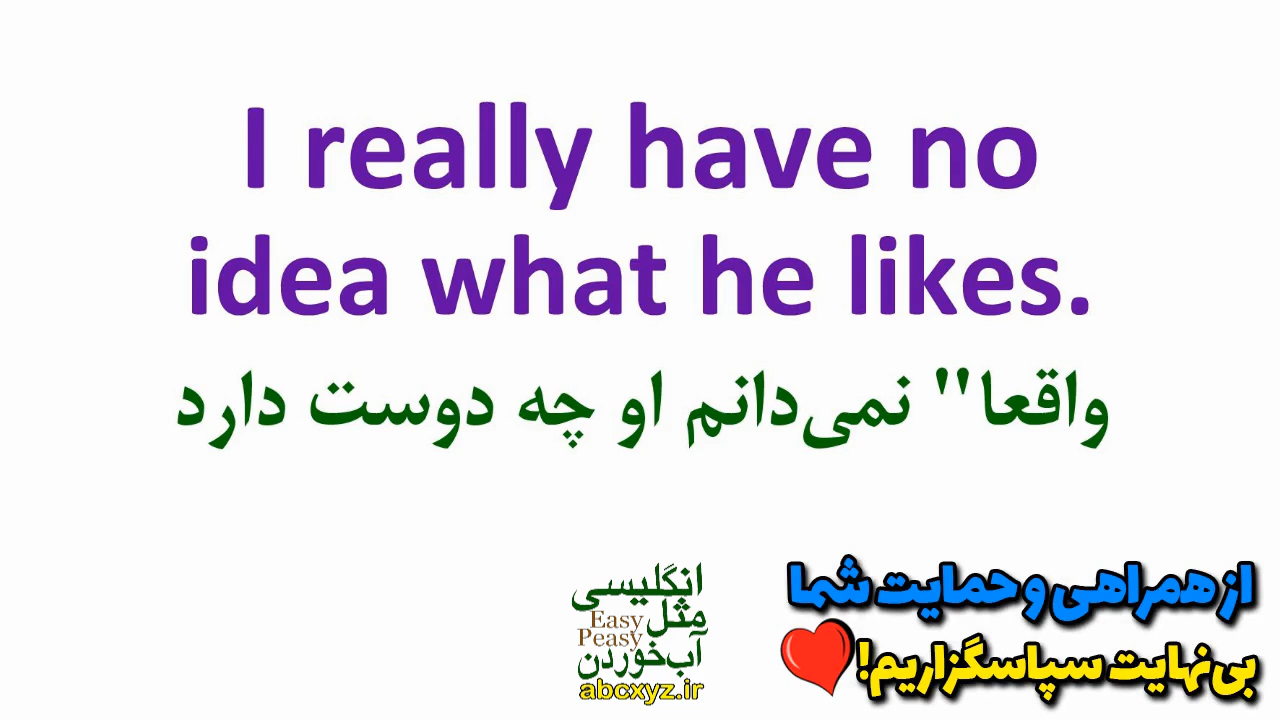 I really have no
idea what he likes.
واقعا" نمی‌دانم او چه دوست دارد
انگلیسی
مثل
Easy
Peasy
آب‌خوردن
abcxyz.ir
از همراهی و حمایت شما
بی‌نهایت سپاسگزاریم!